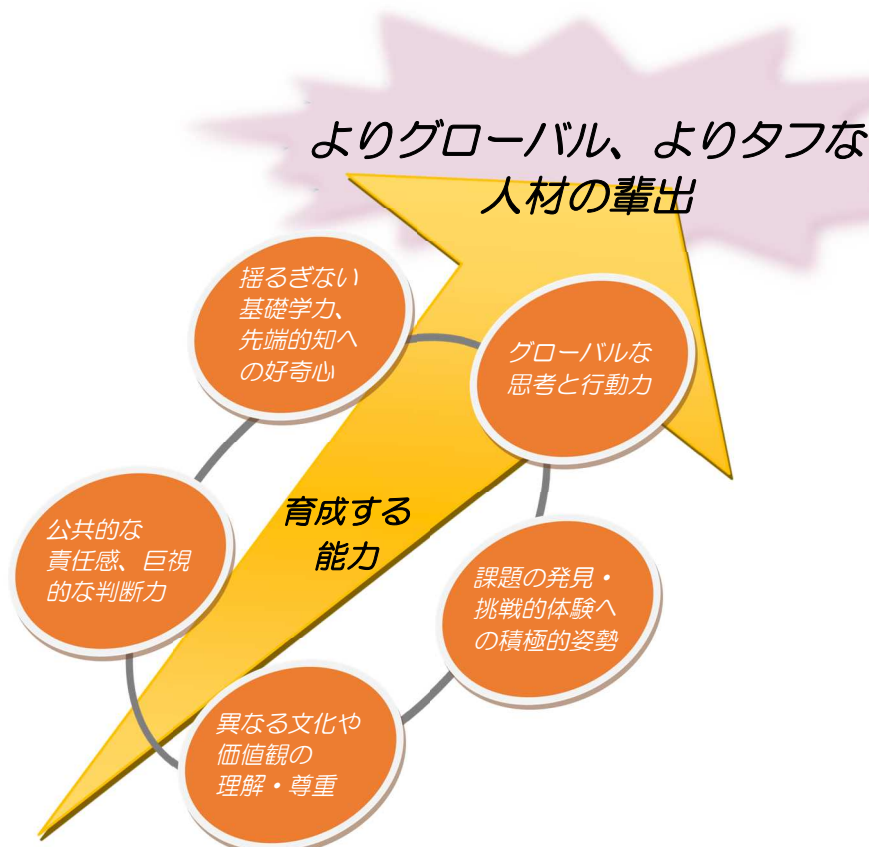 よりグローバル、よりタフな
人材の輩出
揺るぎない
基礎学力、
先端的知へ
の好奇心
グローバルな
思考と行動力
育成する
能力
公共的な
責任感、巨視
的な判断力
課題の発見・
挑戦的体験へ
の積極的姿勢
異なる文化や
価値観の
理解・尊重